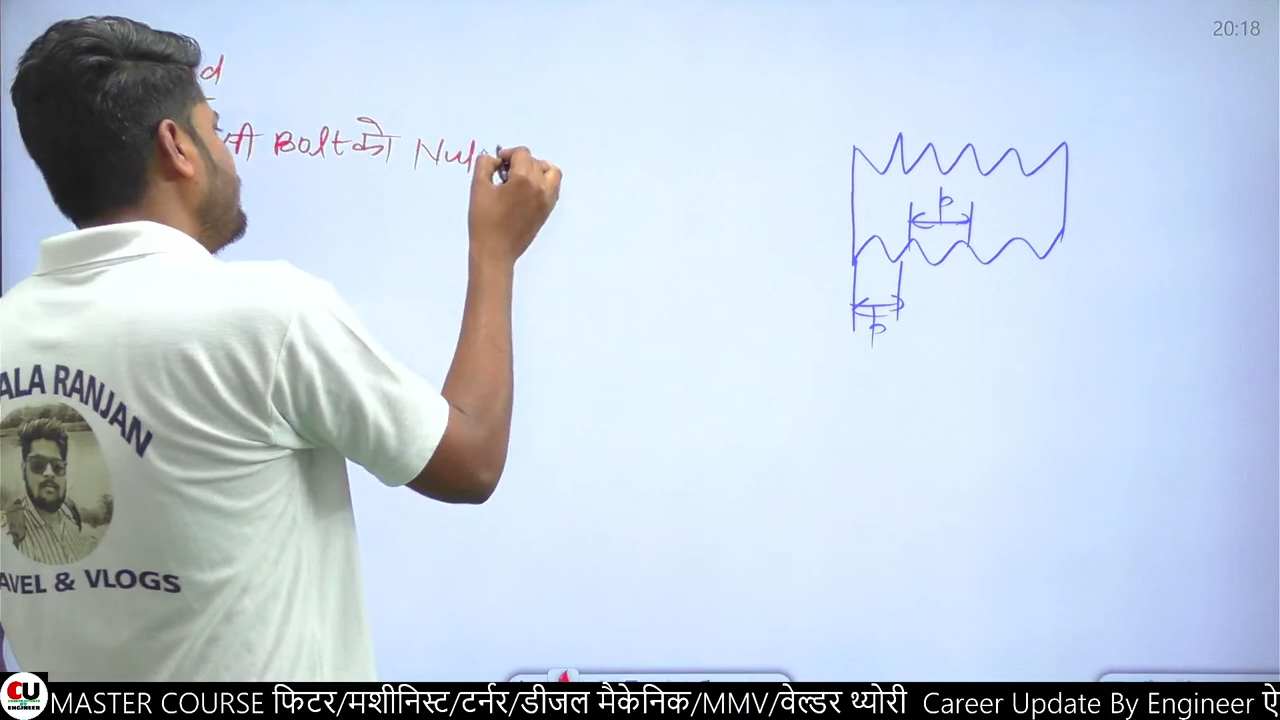 20:18
d
Bolt को Nut
p
p
ALA RANJAN
AVEL & VLOGS
CU
MASTER COURSE फिटर/मशीनिस्ट/टर्नर/डीजल मैकेनिक/MMV/वेल्डर थ्योरी Career Update By Engineer ऐ